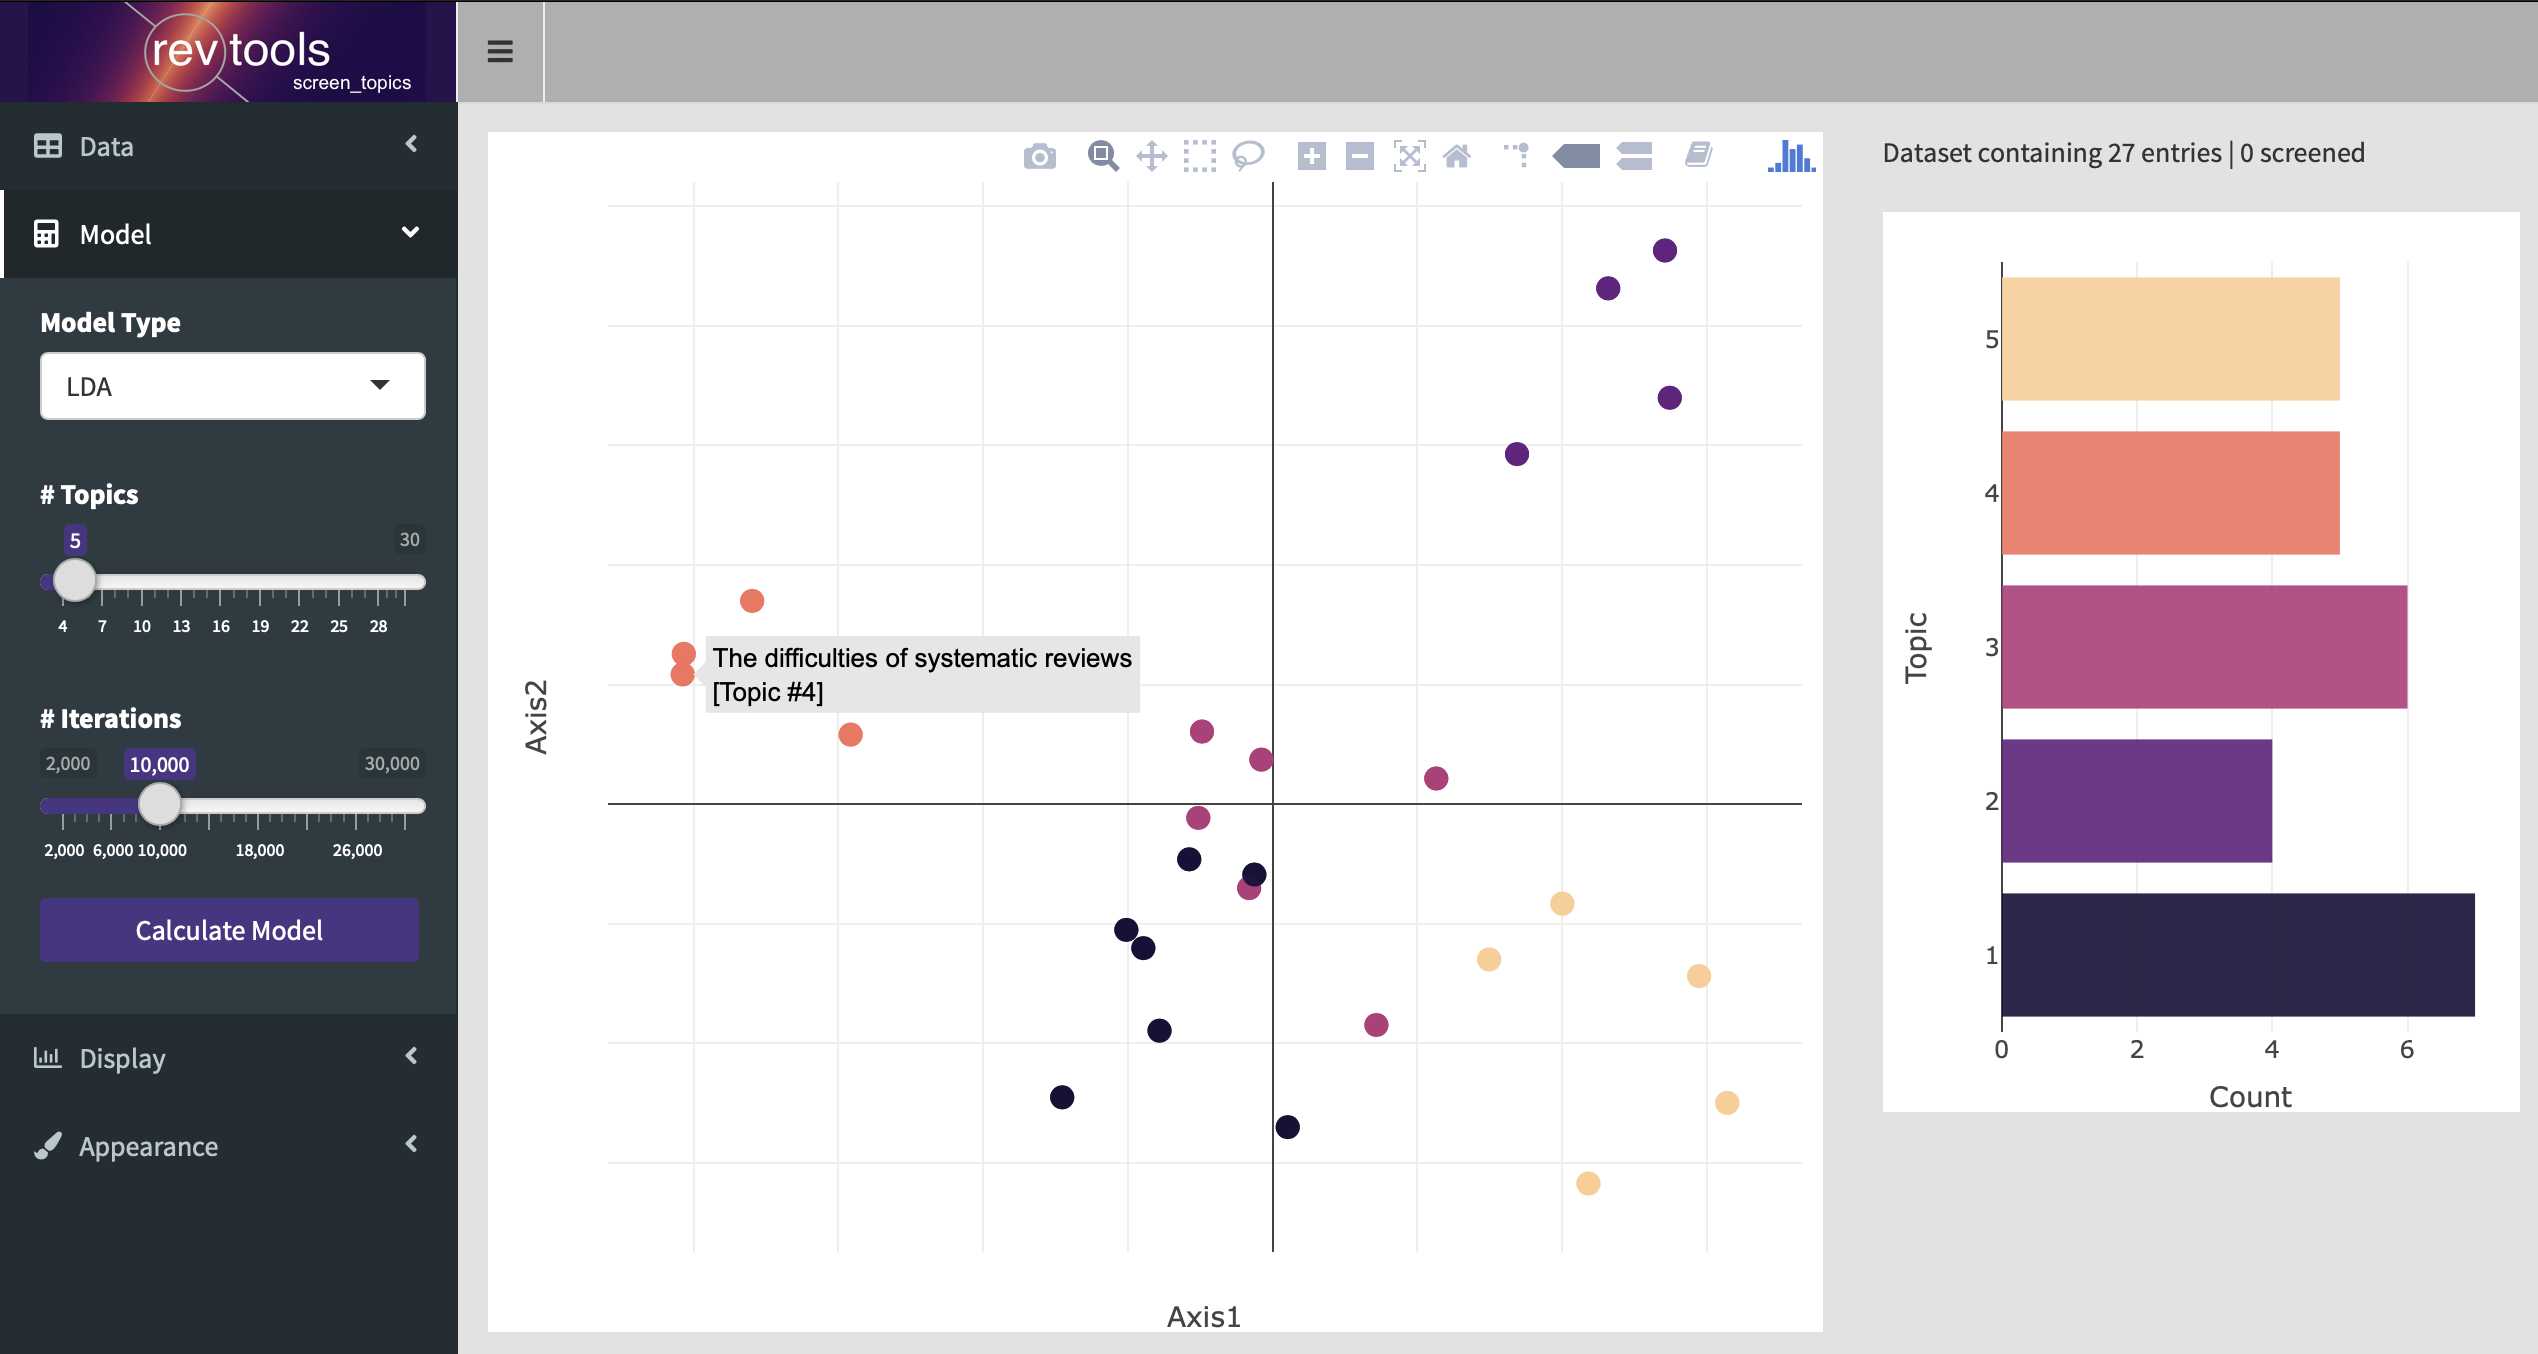 revtools
screen_topics
Data
Model
Model Type
LDA
# Topics
5
30
4 7 10 13 16 19 22 25 28
# Iterations
2,000 10,000 30,000
2,000 6,000 10,000 18,000 26,000
Calculate Model
Display
Appearance
The difficulties of systematic reviews
[Topic #4]
Axis2
Axis1
Dataset containing 27 entries | 0 screened
5
4
3
2
1
Topic
0 2 4 6
Count